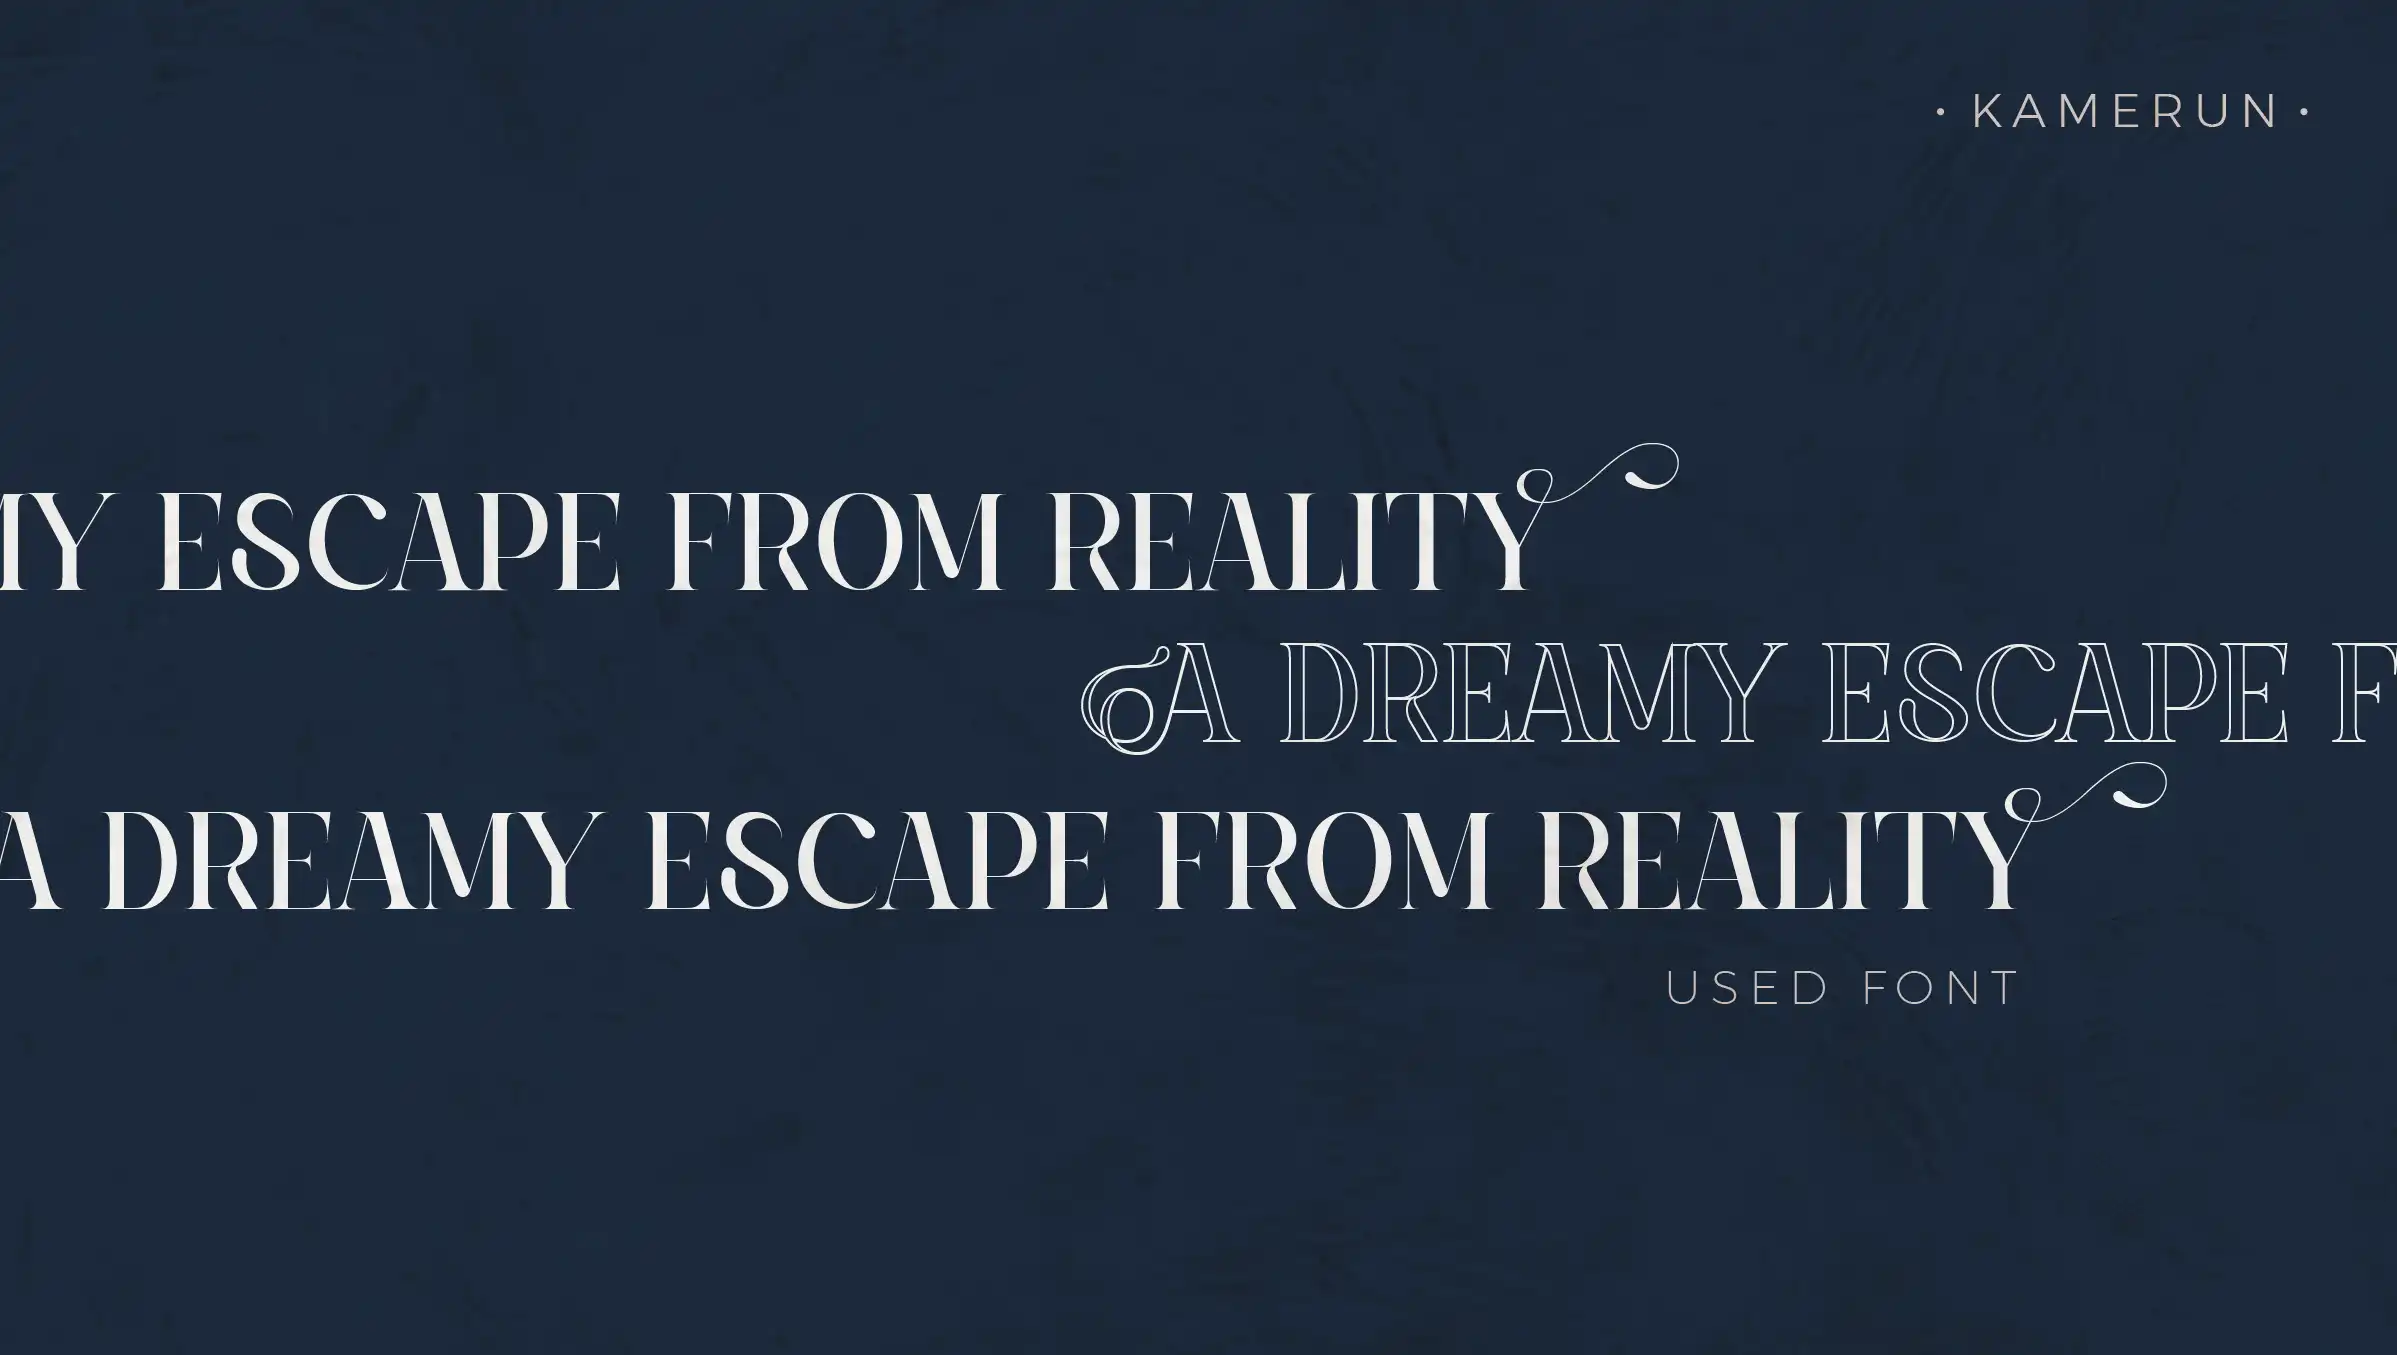 · KAMERUN ·
MY ESCAPE FROM REALITY
A DREAMY ESCAPE F
A DREAMY ESCAPE FROM REALITY
USED FONT